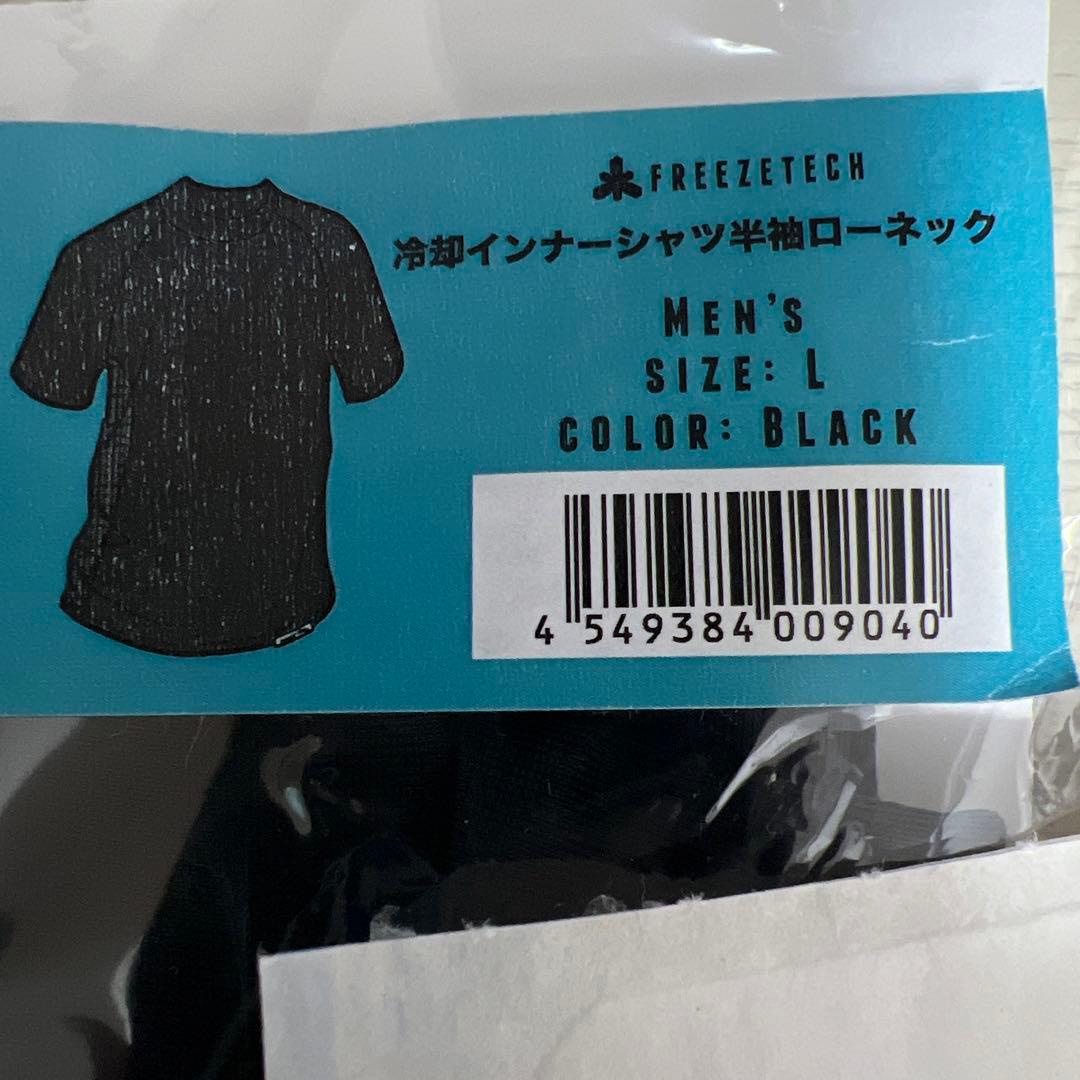 FREEZETECH
冷却インナーシャツ半袖ローネック
MEN'S
SIZE: L
COLOR: BLACK
4 549384 009040